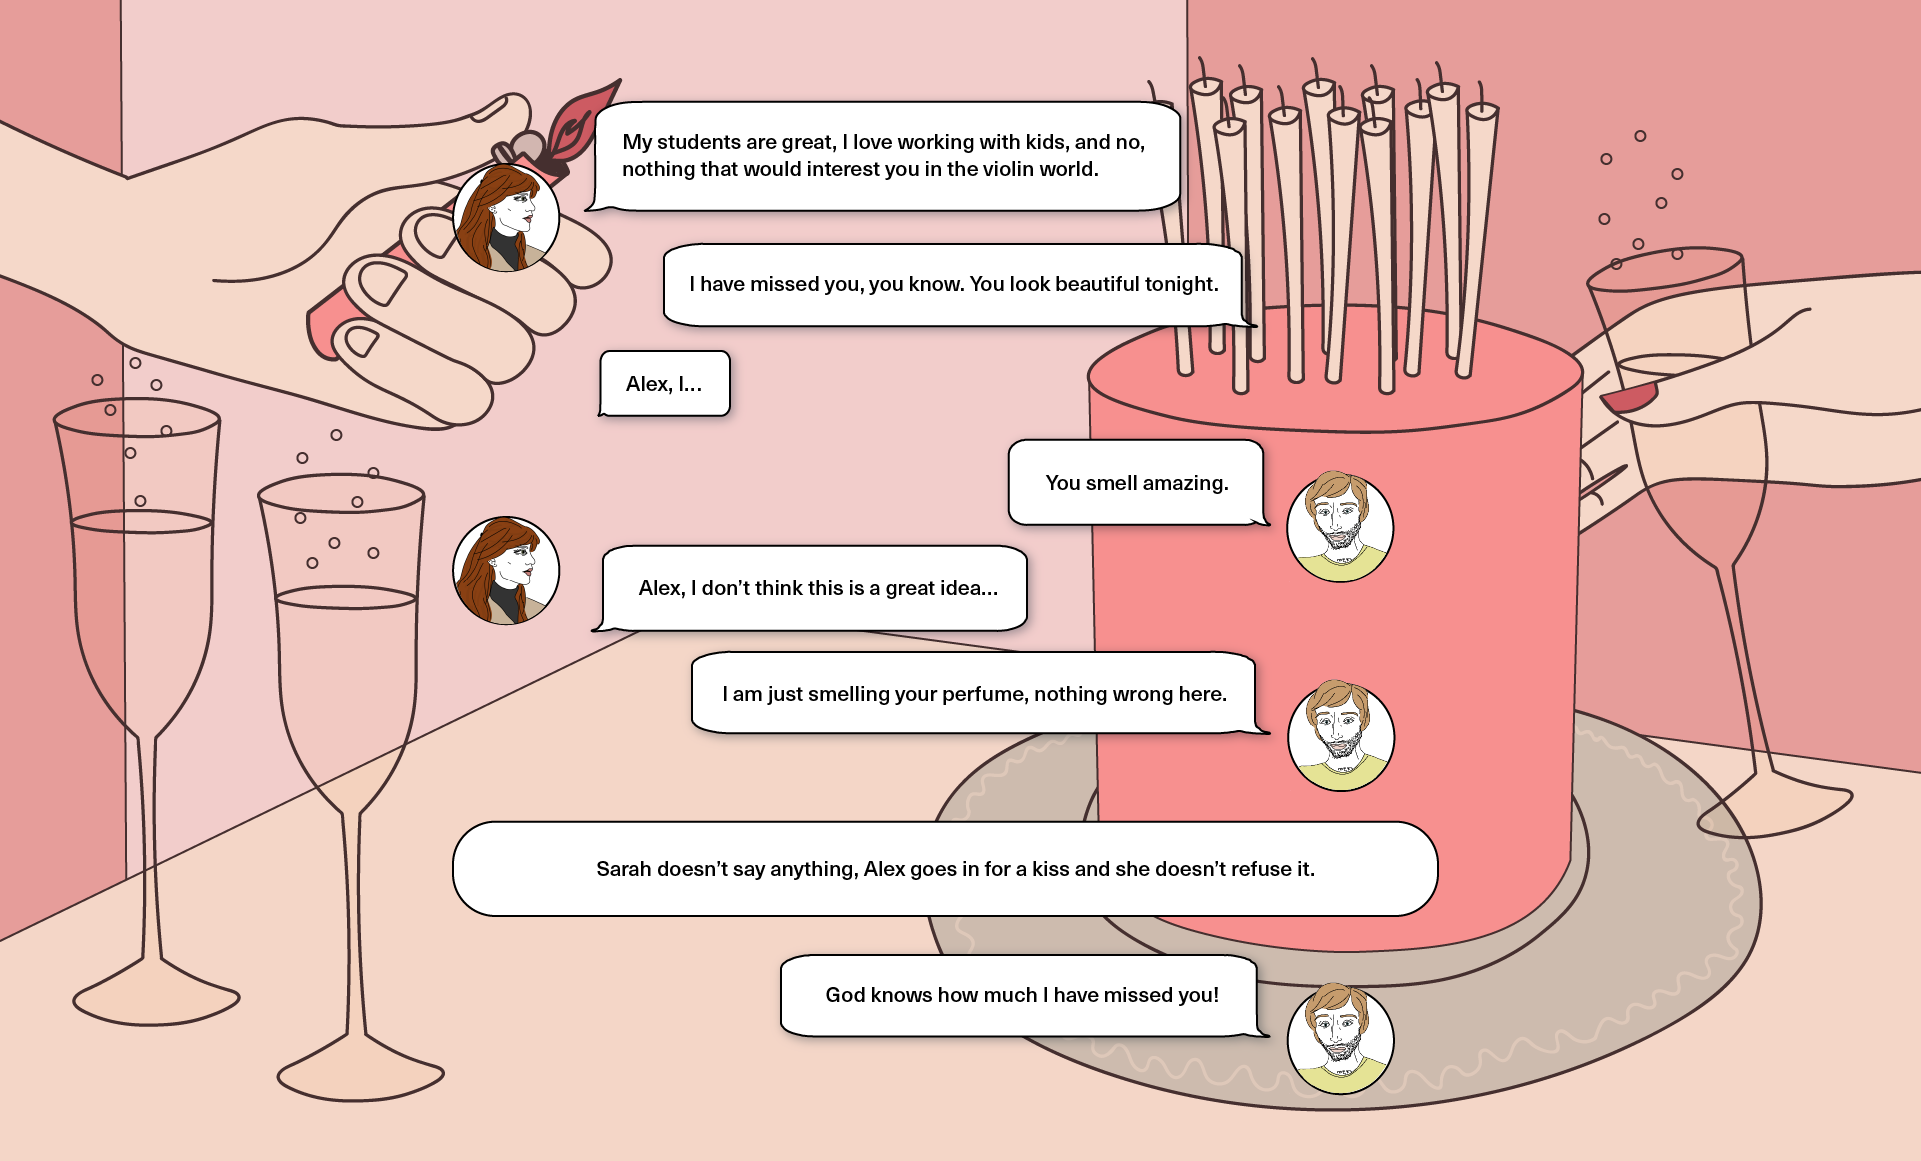 My students are great, I love working with kids, and no,
nothing that would interest you in the violin world.
I have missed you, you know. You look beautiful tonight.
Alex, I...
You smell amazing.
Alex, I don’t think this is a great idea...
I am just smelling your perfume, nothing wrong here.
Sarah doesn’t say anything, Alex goes in for a kiss and she doesn’t refuse it.
God knows how much I have missed you!